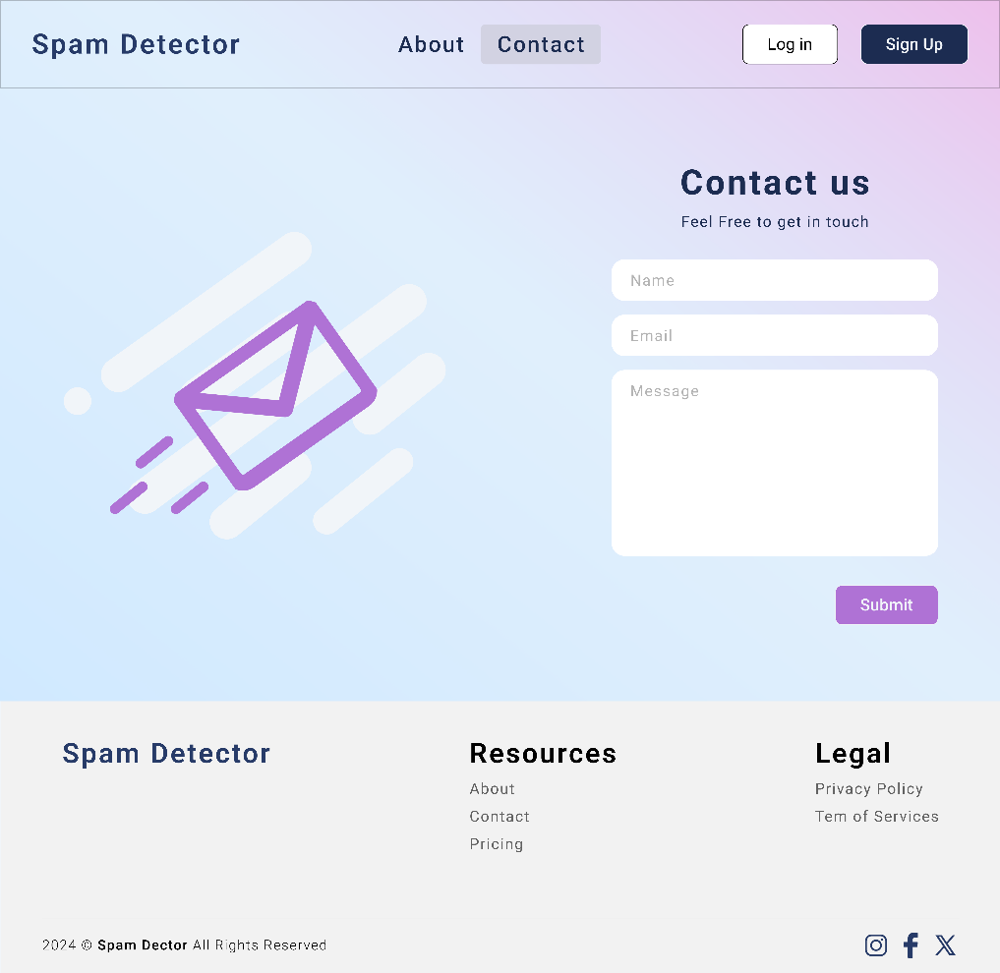 Spam Detector
About
Contact
Log in
Sign Up
Contact us
Feel Free to get in touch
Name
Email
Message
Submit
Spam Detector
Resources
About
Contact
Pricing
Legal
Privacy Policy
Tem of Services
2024 © Spam Dector All Rights Reserved